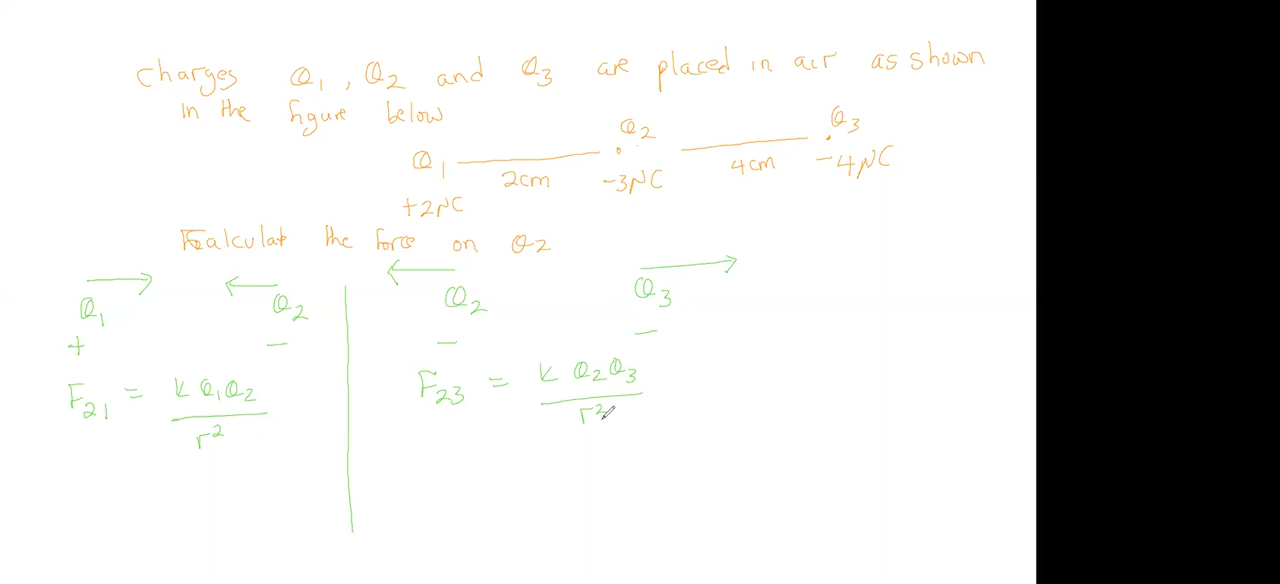 Charges Q1, Q2 and Q3 are placed in air as shown
in the figure below
Q1 Q2 Q3
2cm 4cm
+2μC -3μC -4μC
the force on Q2
Q1 Q2 Q2 Q3
+ - - -
F21 = k Q1Q2 / r²
F23 = k Q2Q3 / r²